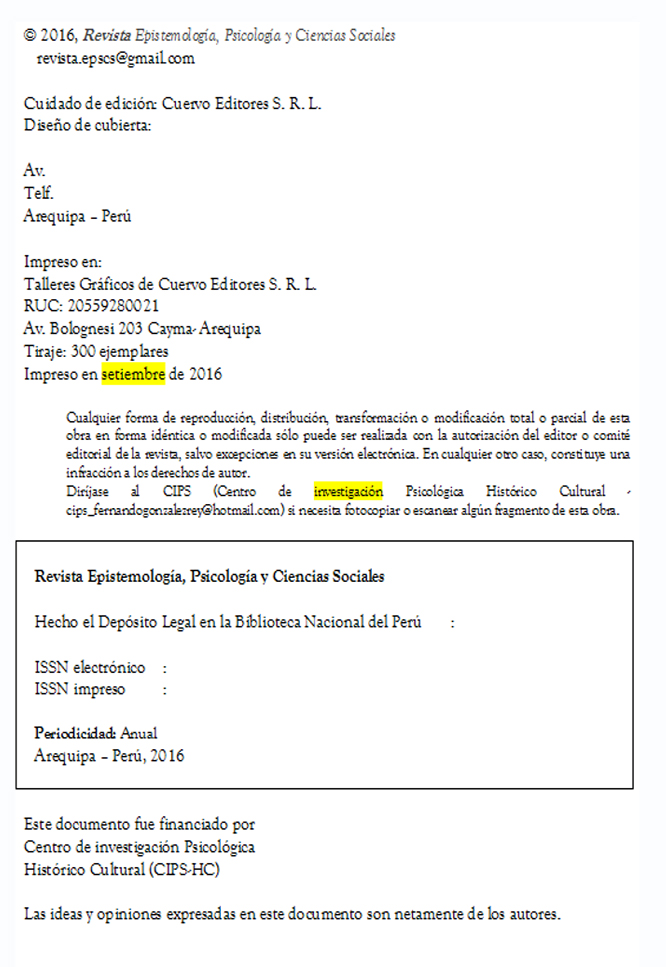 © 2016, Revista Epistemología, Psicología y Ciencias Sociales
revista.epscs@gmail.com
Cuidado de edición: Cuervo Editores S. R. L.
Diseño de cubierta:
Av.
Telf.
Arequipa – Perú
Impreso en:
Talleres Gráficos de Cuervo Editores S. R. L.
RUC: 20559280021
Av. Bolognesi 203 Cayma- Arequipa
Tiraje: 300 ejemplares
Impreso en setiembre de 2016
Cualquier forma de reproducción, distribución, transformación o modificación total o parcial de esta
obra en forma idéntica o modificada sólo puede ser realizada con la autorización del editor o comité
editorial de la revista, salvo excepciones en su versión electrónica. En cualquier otro caso, constituye una
infracción a los derechos de autor.
Diríjase al CIPS (Centro de investigación Psicológica Histórico Cultural -
cips_fernandogonzalezrey@hotmail.com) si necesita fotocopiar o escanear algún fragmento de esta obra.
Revista Epistemología, Psicología y Ciencias Sociales
Hecho el Depósito Legal en la Biblioteca Nacional del Perú :
ISSN electrónico :
ISSN impreso :
Periodicidad: Anual
Arequipa – Perú, 2016
Este documento fue financiado por
Centro de investigación Psicológica
Histórico Cultural (CIPS-HC)
Las ideas y opiniones expresadas en este documento son netamente de los autores.